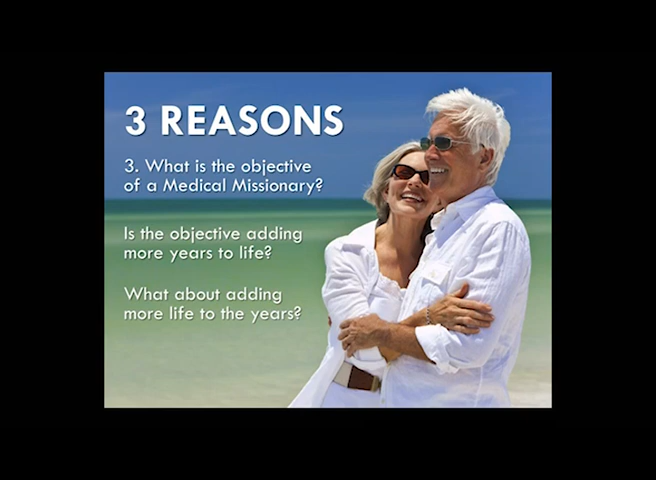 3 REASONS
3. What is the objective
of a Medical Missionary?
Is the objective adding
more years to life?
What about adding
more life to the years?